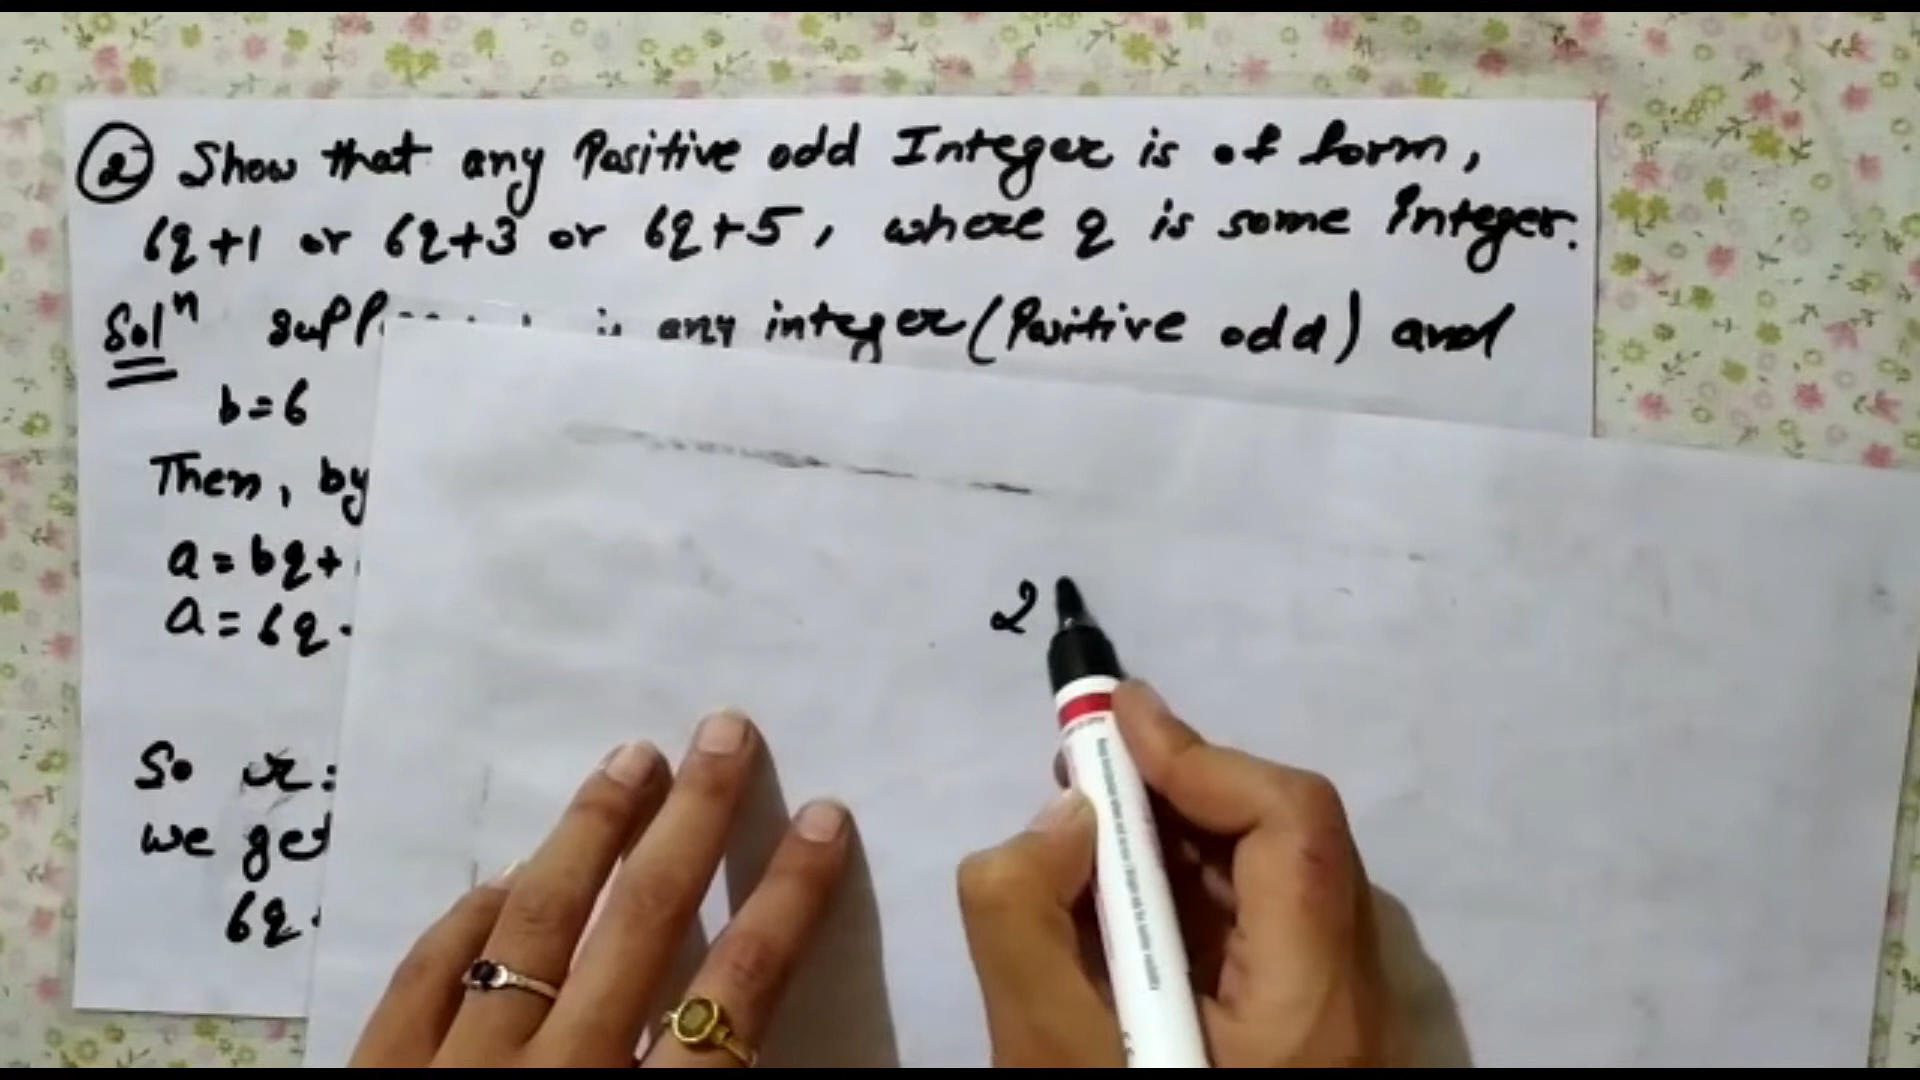 ② Show that any Positive odd Integer is of form,
6q+1 or 6q+3 or 6q+5, where q is some Integer.
Solⁿ any integer (Positive odd) and
b=6
Then, by
a = bq+
a = 6q
2
So r =
we get
6q